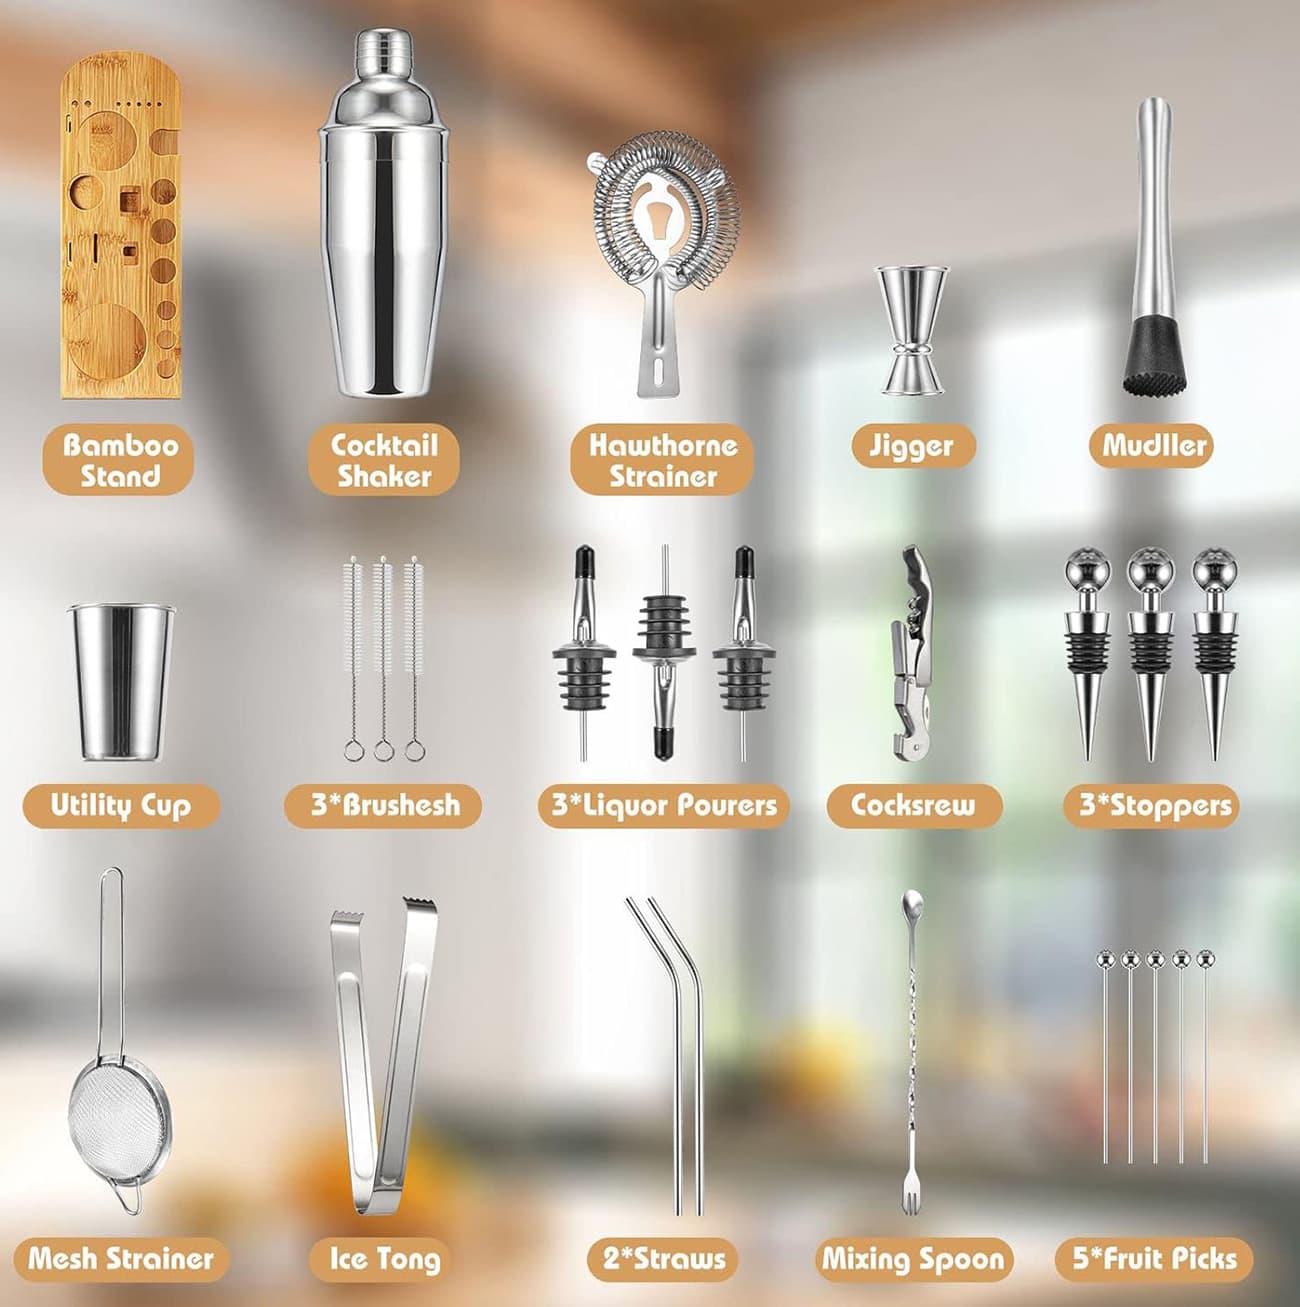 Bamboo
Stand
Cocktail
Shaker
Hawthorne
Strainer
Jigger
Mudller
Utility Cup
3*Brushesh
3*Liquor Pourers
Cocksrew
3*Stoppers
Mesh Strainer
Ice Tong
2*Straws
Mixing Spoon
5*Fruit Picks